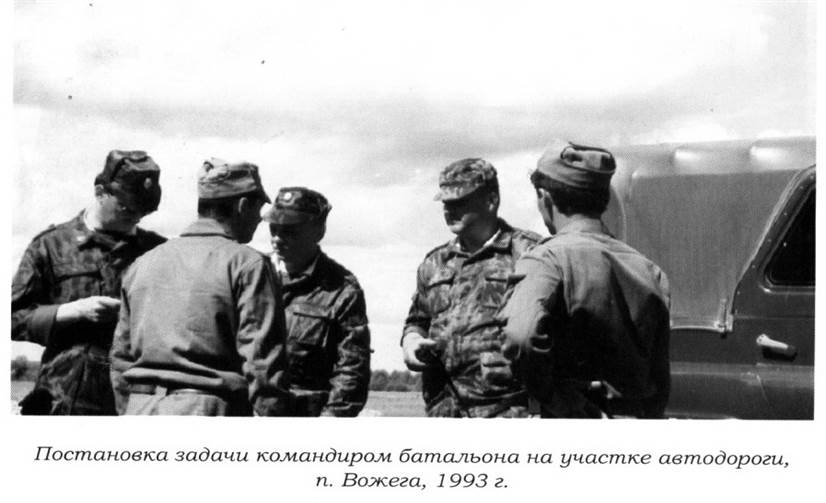 Постановка задачи командиром батальона на участке автодороги,
п. Вожега, 1993 г.